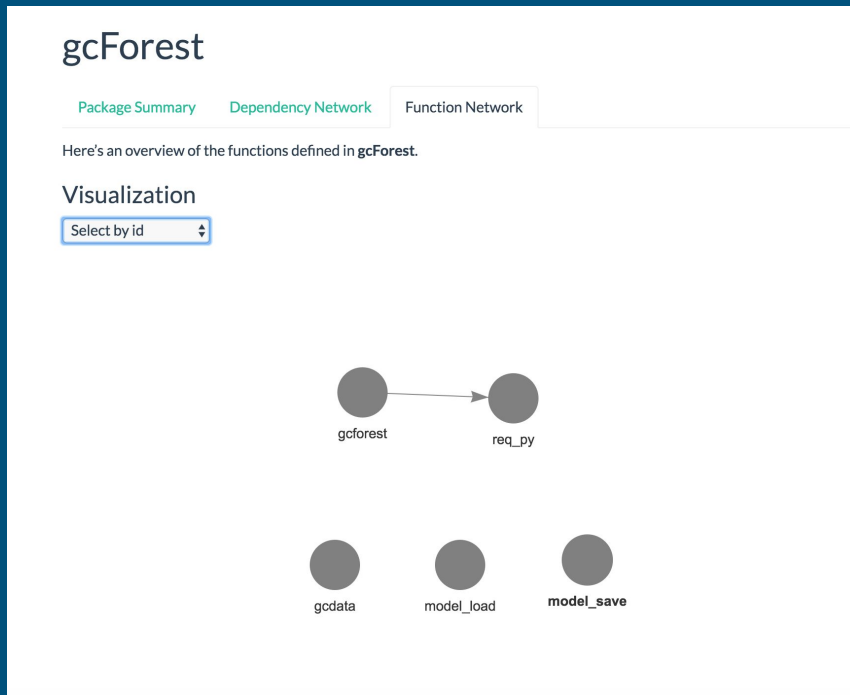 gcForest
Package Summary Dependency Network Function Network
Here's an overview of the functions defined in gcForest.
Visualization
Select by id
gcforest
req_py
gcdata
model_load
model_save